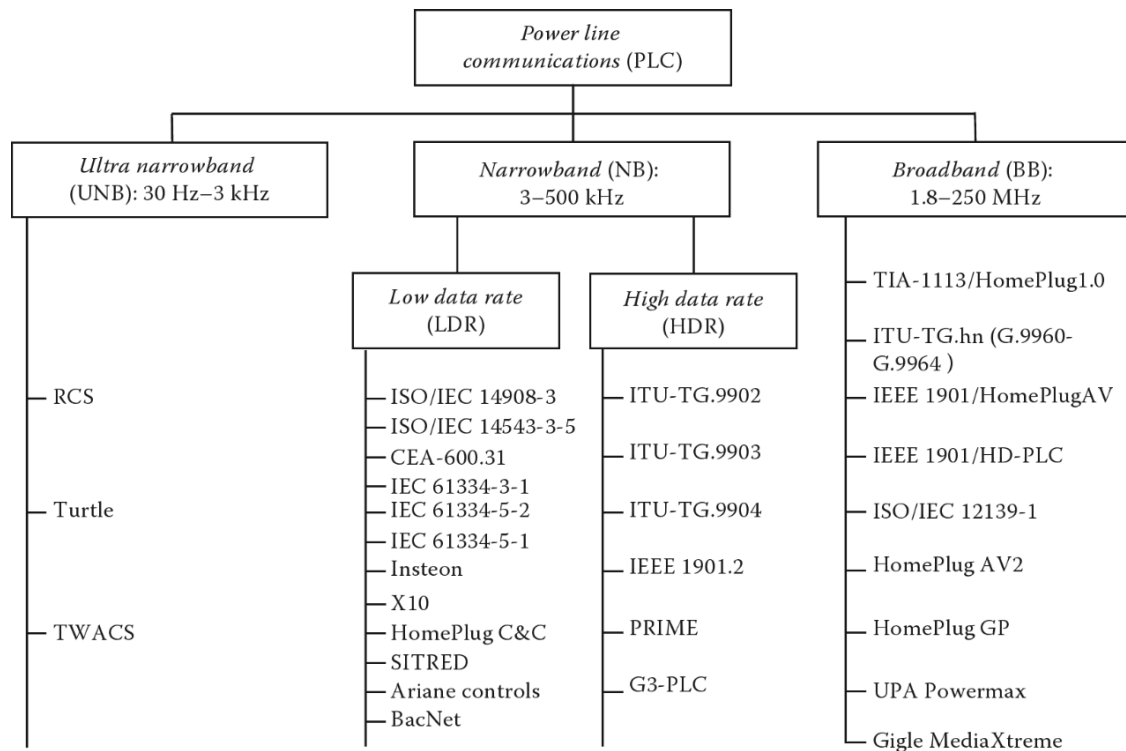 Power line
communications (PLC)
Ultra narrowband
(UNB): 30 Hz–3 kHz
Narrowband (NB):
3–500 kHz
Broadband (BB):
1.8–250 MHz
Low data rate
(LDR)
High data rate
(HDR)
RCS
Turtle
TWACS
ISO/IEC 14908-3
ISO/IEC 14543-3-5
CEA-600.31
IEC 61334-3-1
IEC 61334-5-2
IEC 61334-5-1
Insteon
X10
HomePlug C&C
SITRED
Ariane controls
BacNet
ITU-TG.9902
ITU-TG.9903
ITU-TG.9904
IEEE 1901.2
PRIME
G3-PLC
TIA-1113/HomePlug1.0
ITU-TG.hn (G.9960-
G.9964 )
IEEE 1901/HomePlugAV
IEEE 1901/HD-PLC
ISO/IEC 12139-1
HomePlug AV2
HomePlug GP
UPA Powermax
Gigle MediaXtreme